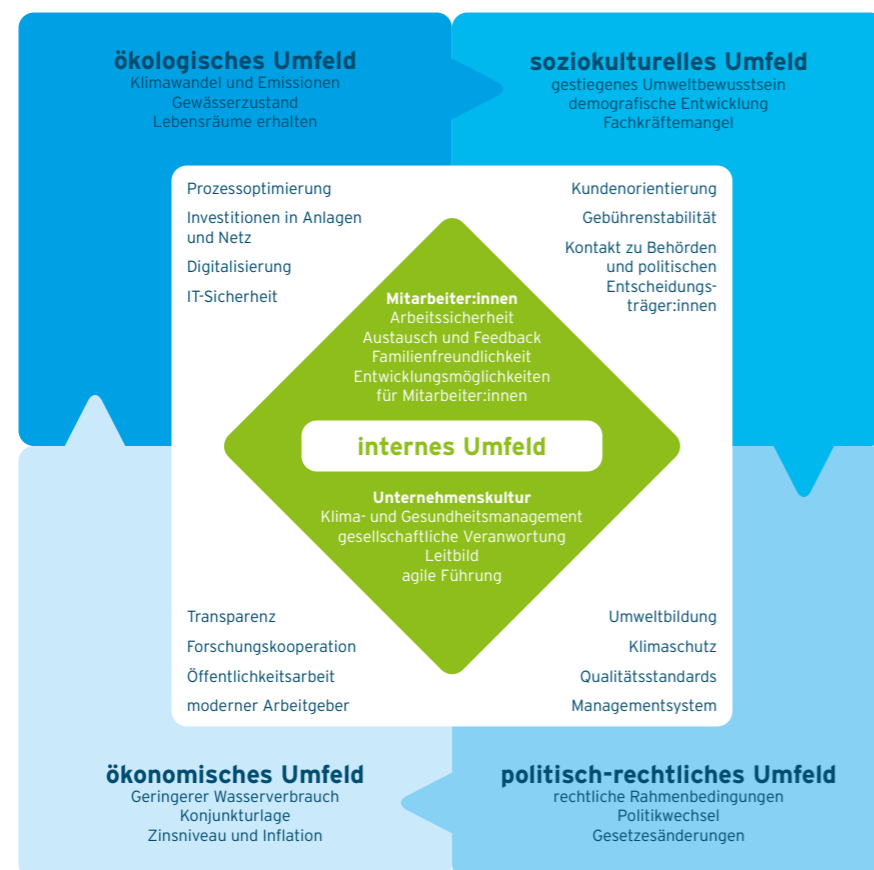 ökologisches Umfeld
Klimawandel und Emissionen
Gewässerzustand
Lebensräume erhalten
soziokulturelles Umfeld
gestiegenes Umweltbewusstsein
demografische Entwicklung
Fachkräftemangel
Prozessoptimierung
Investitionen in Anlagen
und Netz
Digitalisierung
IT-Sicherheit
Kundenorientierung
Gebührenstabilität
Kontakt zu Behörden
und politischen
Entscheidungs-
träger:innen
Mitarbeiter:innen
Arbeitssicherheit
Austausch und Feedback
Familienfreundlichkeit
Entwicklungsmöglichkeiten
für Mitarbeiter:innen
internes Umfeld
Unternehmenskultur
Klima- und Gesundheitsmanagement
gesellschaftliche Veranwortung
Leitbild
agile Führung
Transparenz
Forschungskooperation
Öffentlichkeitsarbeit
moderner Arbeitgeber
Umweltbildung
Klimaschutz
Qualitätsstandards
Managementsystem
ökonomisches Umfeld
Geringerer Wasserverbrauch
Konjunkturlage
Zinsniveau und Inflation
politisch-rechtliches Umfeld
rechtliche Rahmenbedingungen
Politikwechsel
Gesetzesänderungen